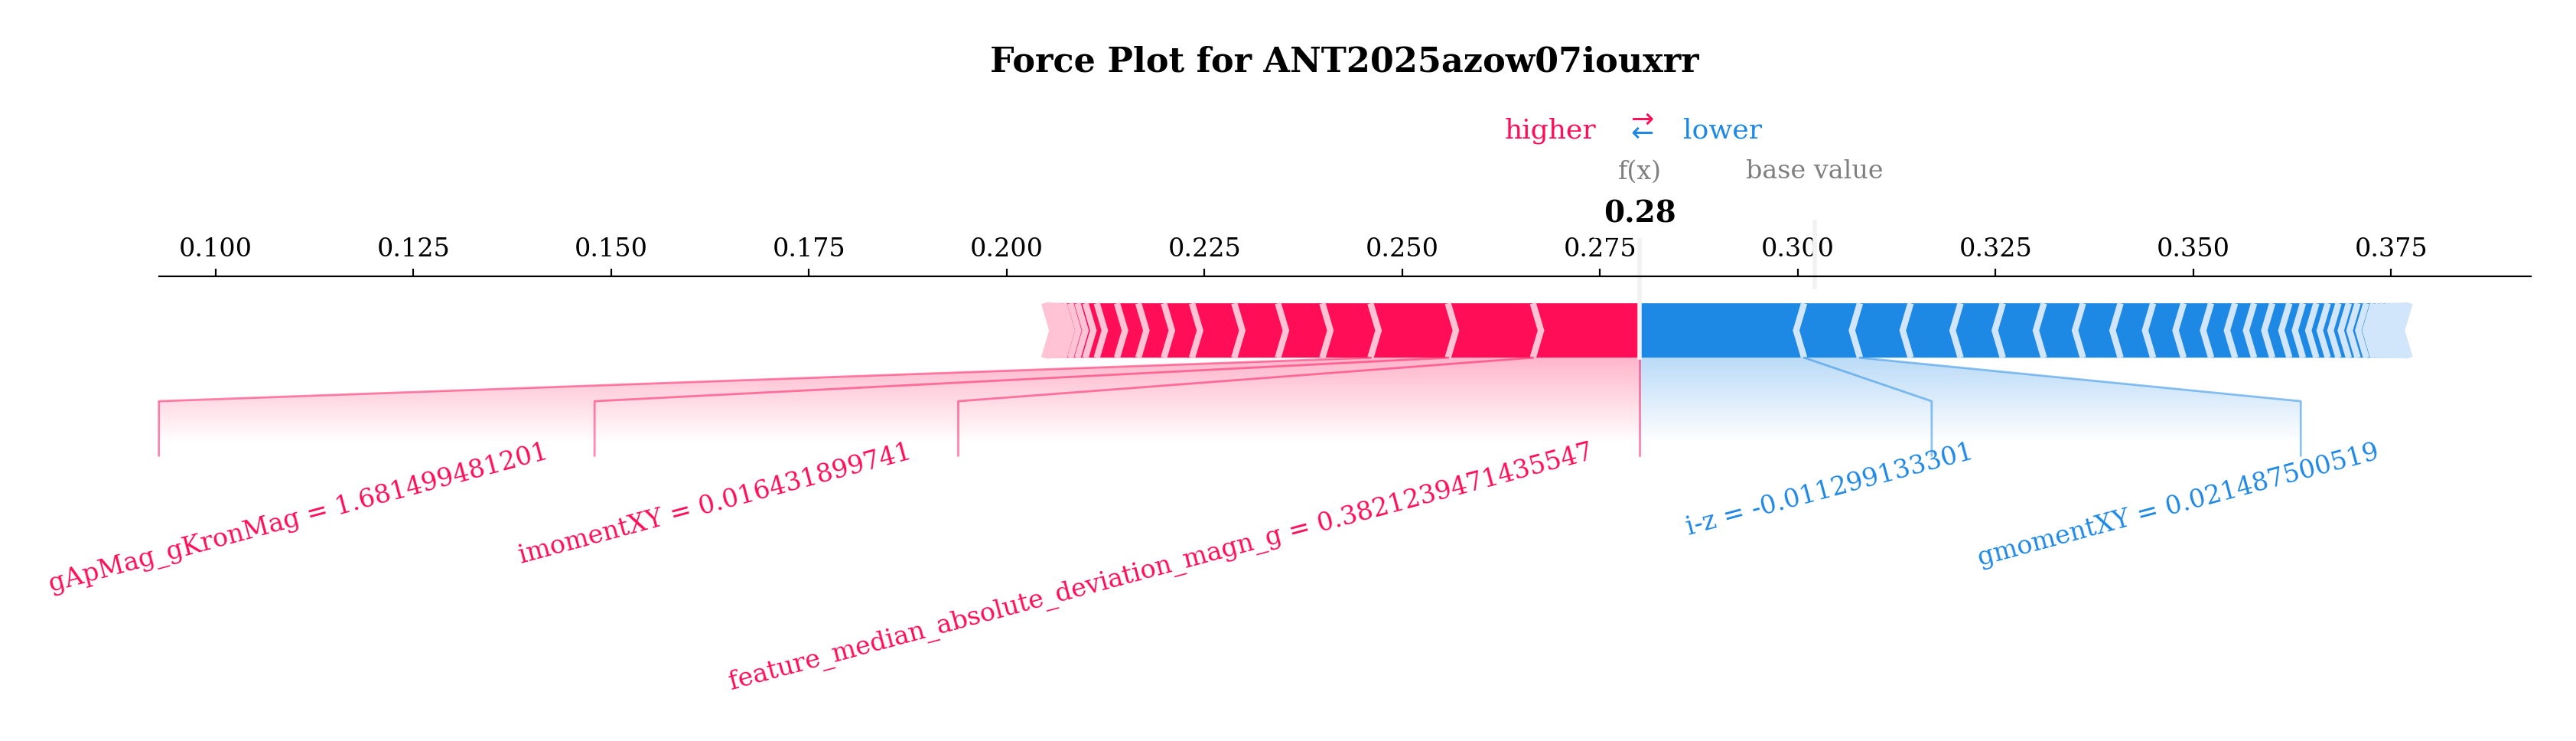 Force Plot for ANT2025azow07iouxrr
higher ⇄ lower
f(x) base value
0.28
0.100 0.125 0.150 0.175 0.200 0.225 0.250 0.275 0.300 0.325 0.350 0.375
gApMag_gKronMag = 1.681499481201
imomentXY = 0.016431899741
feature_median_absolute_deviation_magn_g = 0.3821239471435547
i-z = -0.011299133301
gmomentXY = 0.021487500519